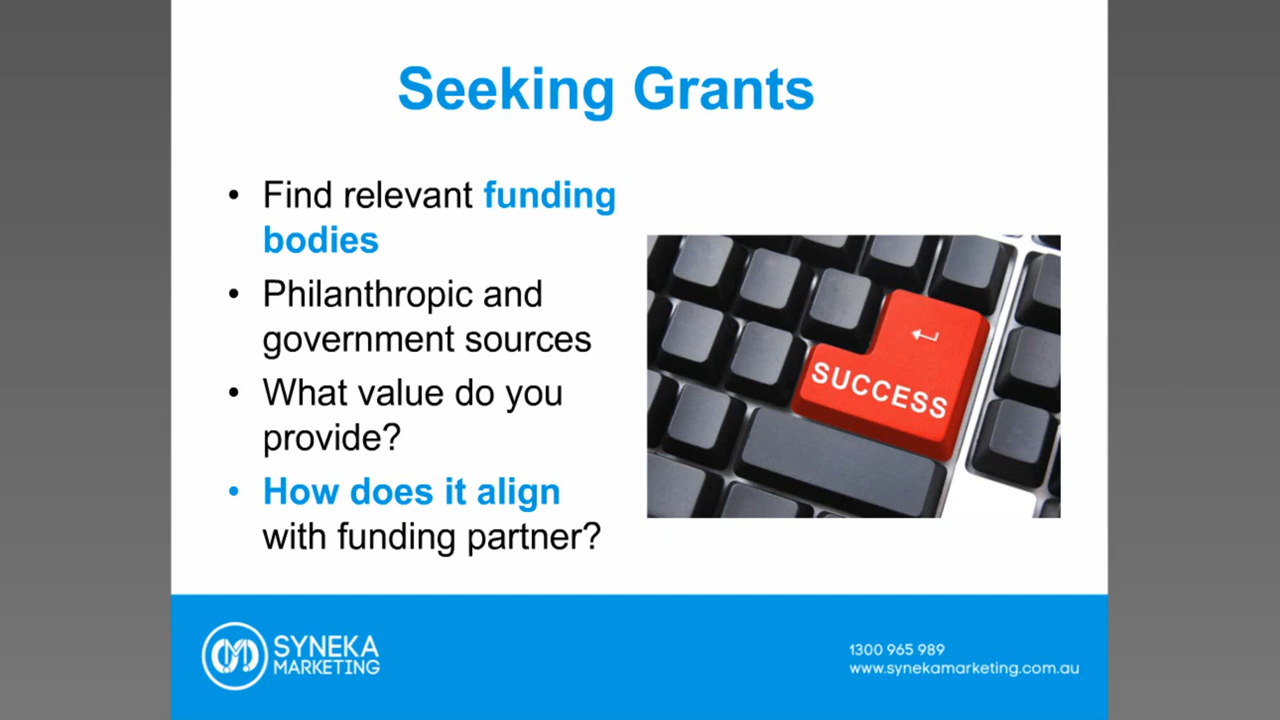 Seeking Grants
• Find relevant funding
bodies
• Philanthropic and
government sources
• What value do you
provide?
• How does it align
with funding partner?
SUCCESS
SYNEKA
MARKETING
1300 965 989
www.synekamarketing.com.au